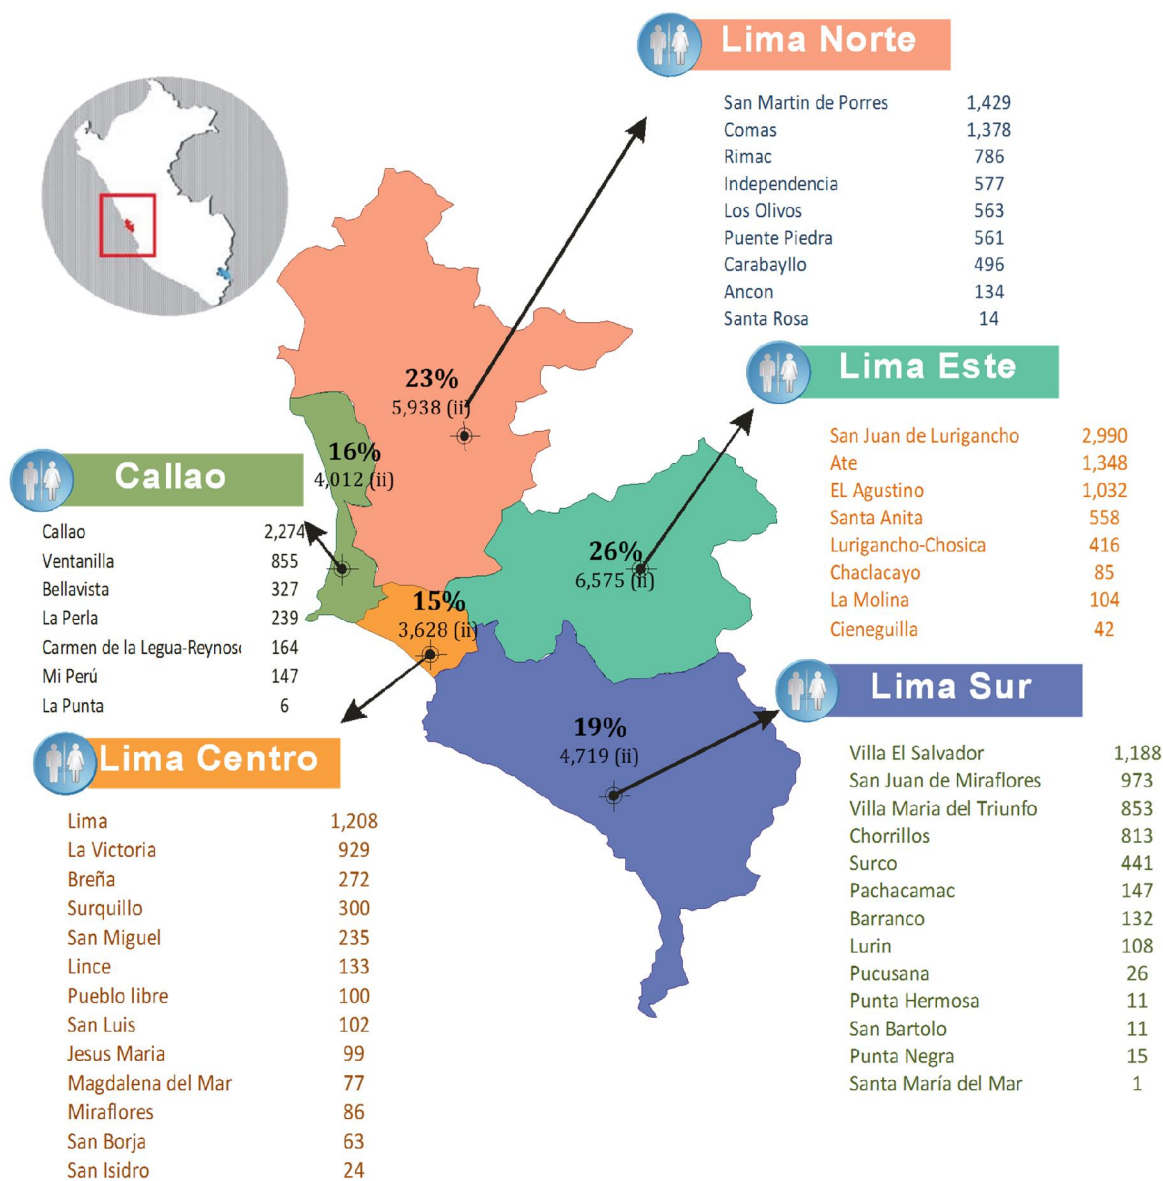 Lima Norte
San Martin de Porres 1,429
Comas 1,378
Rimac 786
Independencia 577
Los Olivos 563
Puente Piedra 561
Carabayllo 496
Ancon 134
Santa Rosa 14
23%
5,938 (ii)
Lima Este
San Juan de Lurigancho 2,990
Ate 1,348
EL Agustino 1,032
Santa Anita 558
Lurigancho-Chosica 416
Chaclacayo 85
La Molina 104
Cieneguilla 42
26%
6,575 (ii)
16%
4,012 (ii)
Callao
Callao 2,274
Ventanilla 855
Bellavista 327
La Perla 239
Carmen de la Legua-Reynos 164
Mi Perú 147
La Punta 6
15%
3,628 (ii)
Lima Centro
Lima 1,208
La Victoria 929
Breña 272
Surquillo 300
San Miguel 235
Lince 133
Pueblo libre 100
San Luis 102
Jesus Maria 99
Magdalena del Mar 77
Miraflores 86
San Borja 63
San Isidro 24
19%
4,719 (ii)
Lima Sur
Villa El Salvador 1,188
San Juan de Miraflores 973
Villa Maria del Triunfo 853
Chorrillos 813
Surco 441
Pachacamac 147
Barranco 132
Lurin 108
Pucusana 26
Punta Hermosa 11
San Bartolo 11
Punta Negra 15
Santa María del Mar 1